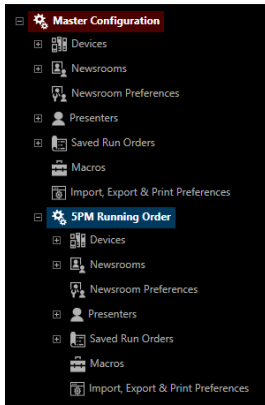 Master Configuration
Devices
Newsrooms
Newsroom Preferences
Presenters
Saved Run Orders
Macros
Import, Export & Print Preferences
5PM Running Order
Devices
Newsrooms
Newsroom Preferences
Presenters
Saved Run Orders
Macros
Import, Export & Print Preferences